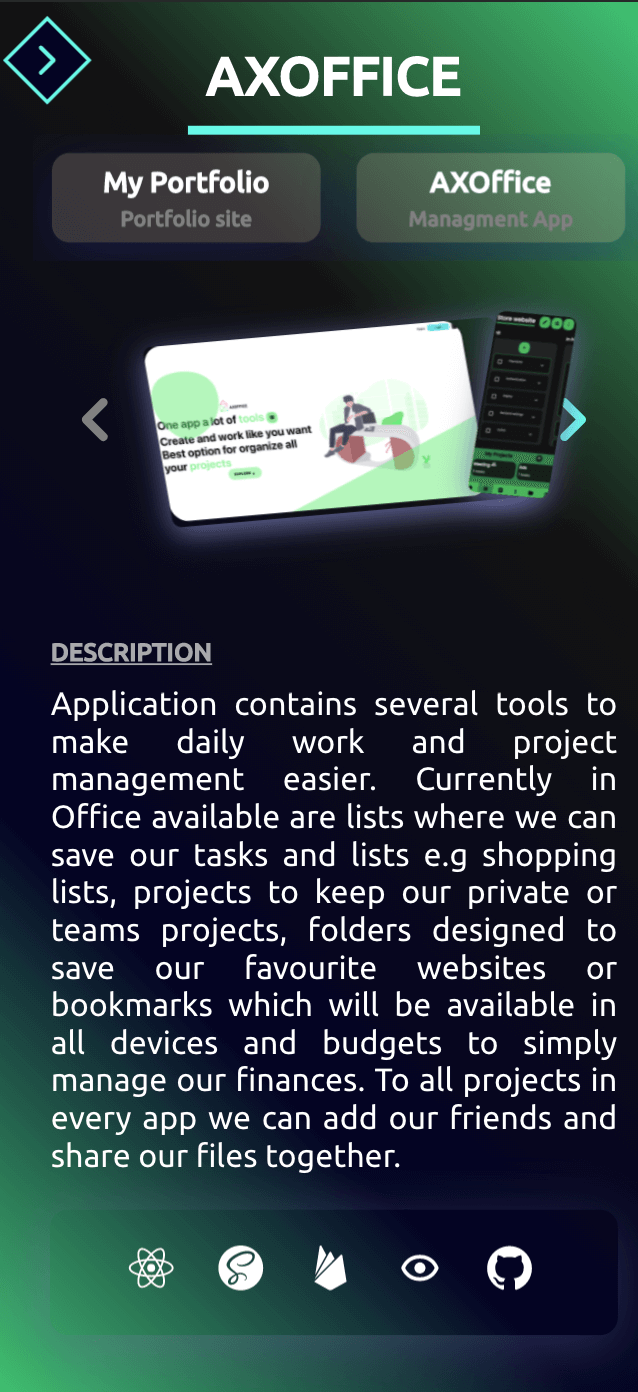 AXOFFICE
My Portfolio
Portfolio site
AXOffice
Managment App
One app a lot of tools
Create and work like you want
Best option for organize all
your projects
Store website
My Projects
DESCRIPTION
Application contains several tools to
make daily work and project
management easier. Currently in
Office available are lists where we can
save our tasks and lists e.g shopping
lists, projects to keep our private or
teams projects, folders designed to
save our favourite websites or
bookmarks which will be available in
all devices and budgets to simply
manage our finances. To all projects in
every app we can add our friends and
share our files together.